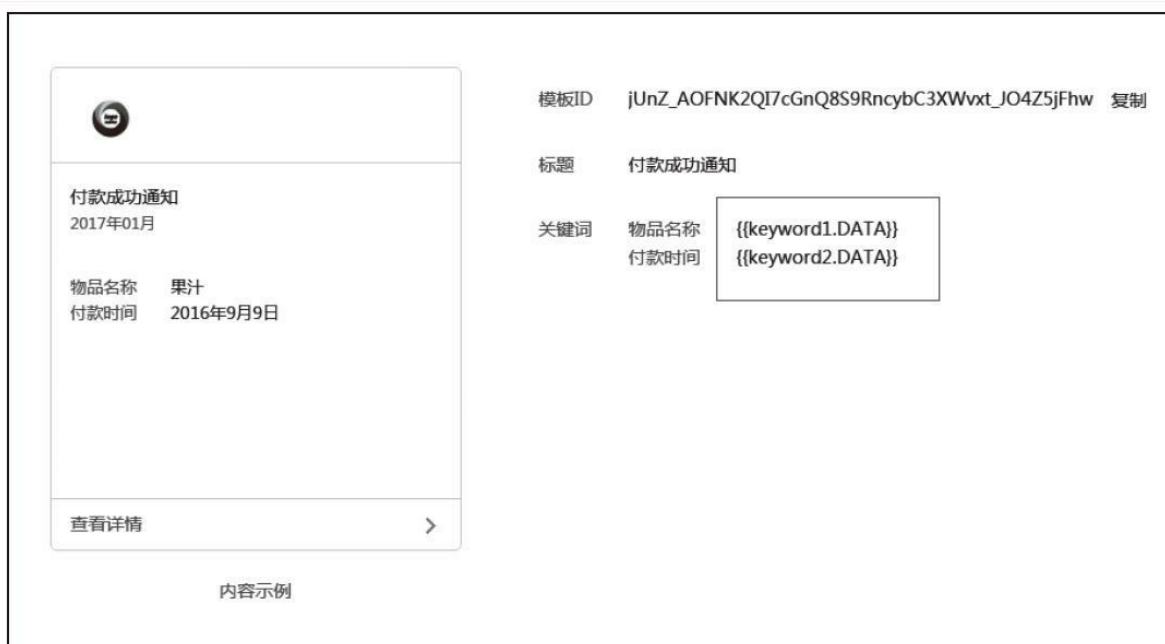 付款成功通知
2017年01月
物品名称 果汁
付款时间 2016年9月9日
查看详情
内容示例
模板ID jUnZ_AOFNK2QI7cGnQ8S9RncybC3XWvxt_JO4Z5jFhw 复制
标题 付款成功通知
关键词 物品名称 {{keyword1.DATA}}
付款时间 {{keyword2.DATA}}